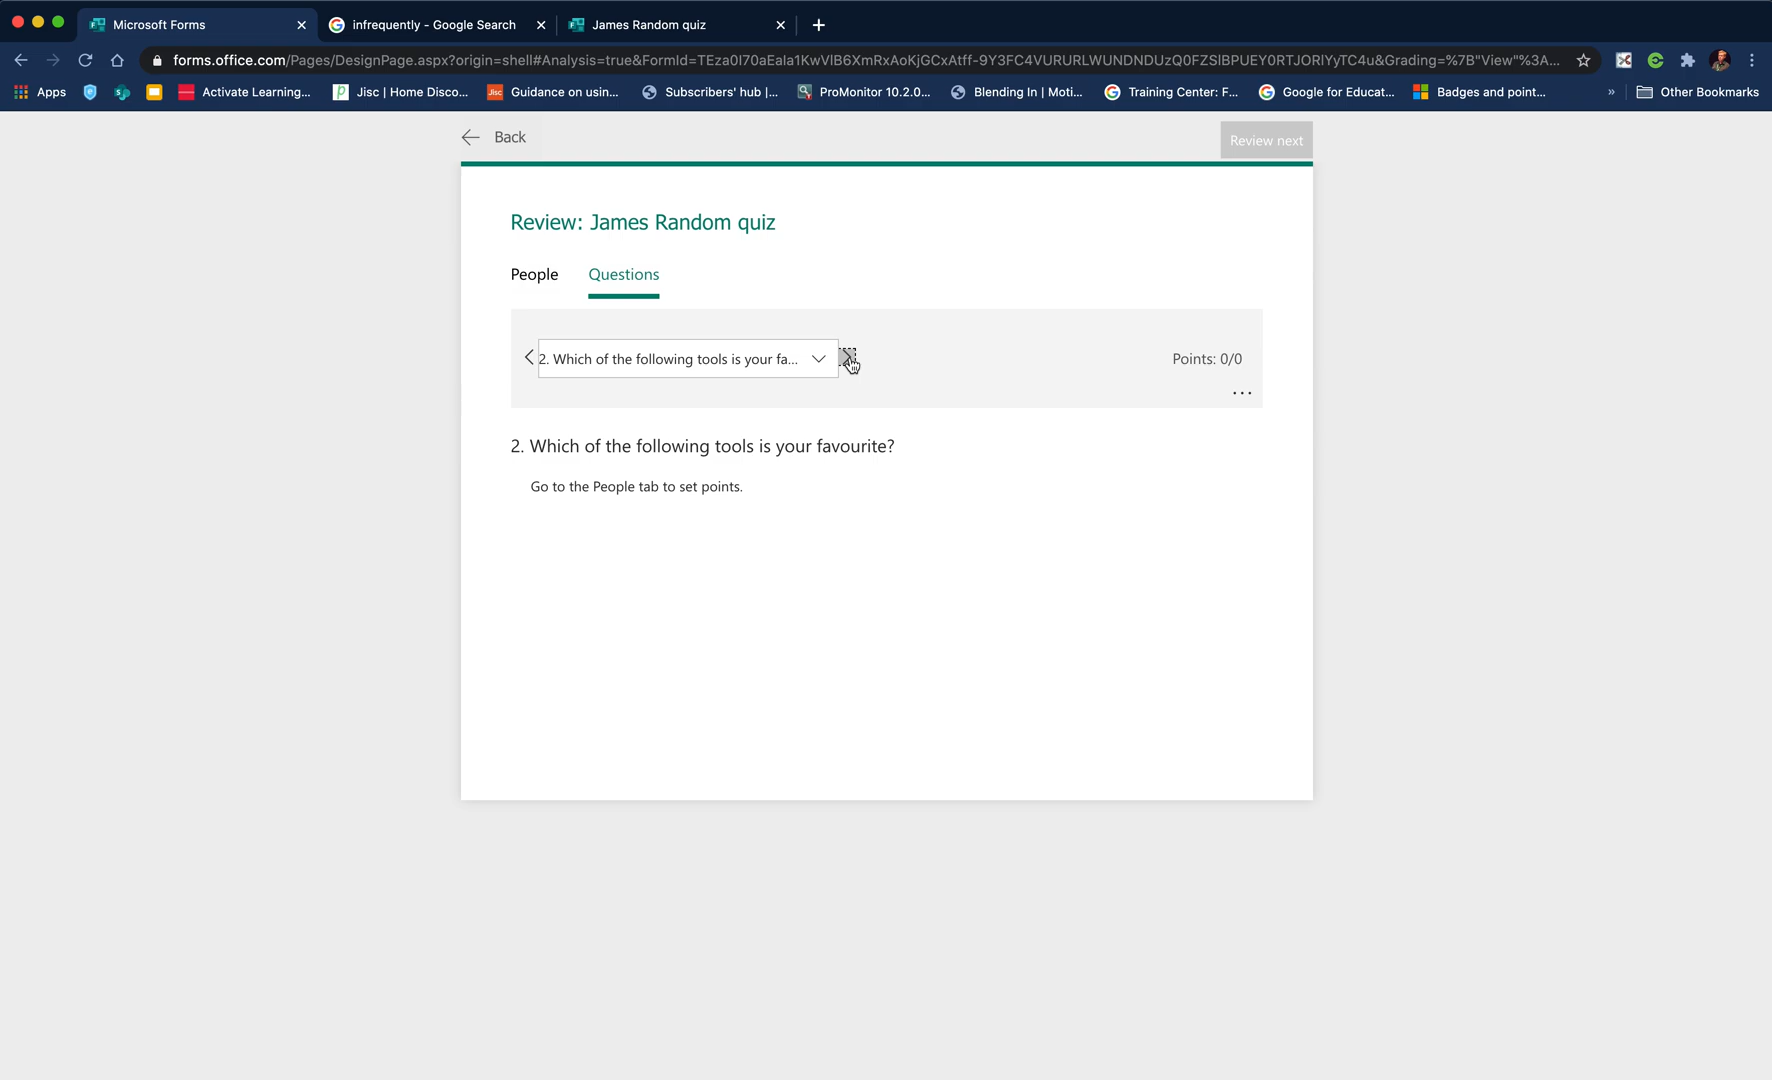 Microsoft Forms
infrequently - Google Search
James Random quiz
forms.office.com/Pages/DesignPage.aspx?origin=shell#Analysis=true&FormId=TEza0I70aEaIa1KwVlB6XmRxAoKjGCxAtff-9Y3FC4VURURLWUNDNDUzQ0FZSlBPUEY0RTJORlYyTC4u&Grading=%7B"View"%3A...
Apps
Activate Learning...
Jisc | Home Disco...
Guidance on usin...
Subscribers' hub |...
ProMonitor 10.2.0...
Blending In | Moti...
Training Center: F...
Google for Educat...
Badges and point...
»
Other Bookmarks
Back
Review next
Review: James Random quiz
People
Questions
2. Which of the following tools is your fa...
Points: 0/0
...
2. Which of the following tools is your favourite?
Go to the People tab to set points.